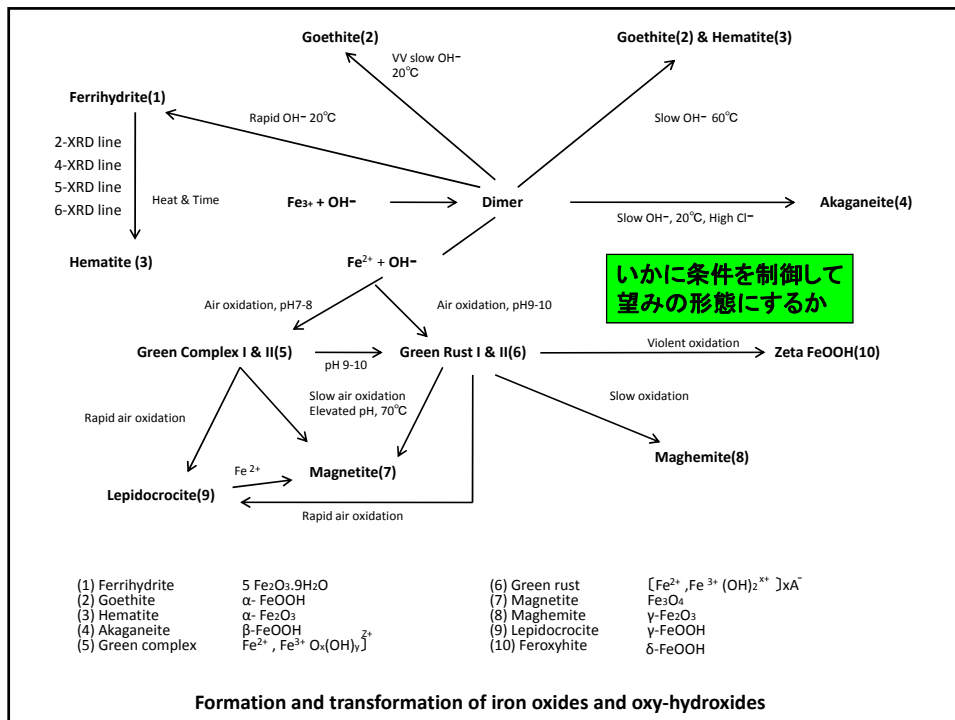 Goethite(2)
Goethite(2) & Hematite(3)
VV slow OH−
20℃
Ferrihydrite(1)
Rapid OH− 20℃
Slow OH− 60℃
2-XRD line
4-XRD line
5-XRD line
6-XRD line
Heat & Time
Fe3+ + OH−
Dimer
Akaganeite(4)
Slow OH−, 20℃, High Cl−
Hematite (3)
Fe2+ + OH−
いかに条件を制御して
望みの形態にするか
Air oxidation, pH7-8
Air oxidation, pH9-10
Green Complex I & II(5)
pH 9-10
Green Rust I & II(6)
Violent oxidation
Zeta FeOOH(10)
Slow air oxidation
Elevated pH, 70℃
Slow oxidation
Rapid air oxidation
Maghemite(8)
Fe 2+
Magnetite(7)
Lepidocrocite(9)
Rapid air oxidation
(1) Ferrihydrite 5 Fe2O3.9H2O
(2) Goethite α- FeOOH
(3) Hematite α- Fe2O3
(4) Akaganeite β-FeOOH
(5) Green complex Fe2+ , Fe3+ Ox(OH)y〕Z+
(6) Green rust 〔Fe2+ ,Fe 3+ (OH)2 x+ 〕xA−
(7) Magnetite Fe3O4
(8) Maghemite γ-Fe2O3
(9) Lepidocrocite γ-FeOOH
(10) Feroxyhite δ-FeOOH
Formation and transformation of iron oxides and oxy-hydroxides